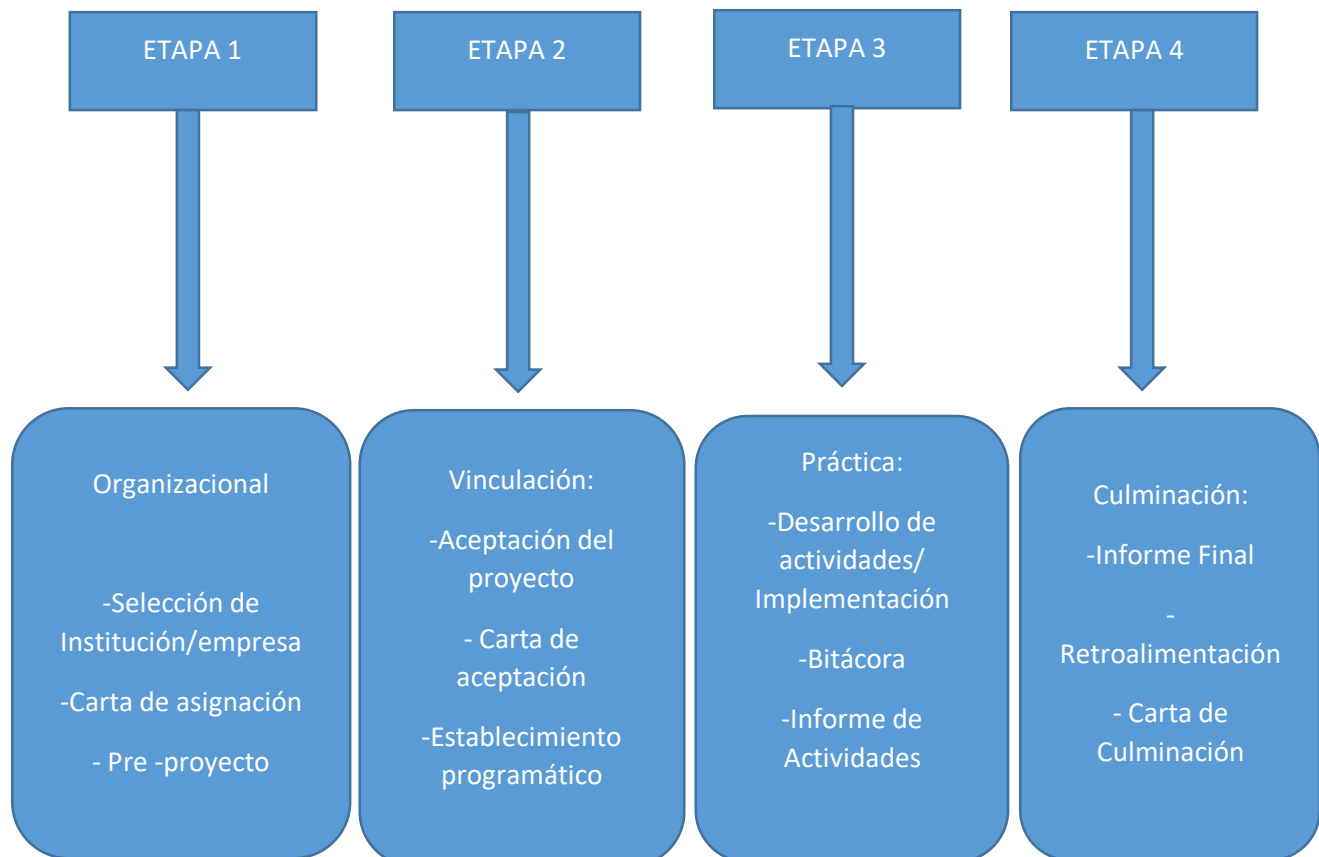 ETAPA 1
ETAPA 2
ETAPA 3
ETAPA 4
Organizacional
-Selección de
Institución/empresa
-Carta de asignación
- Pre -proyecto
Vinculación:
-Aceptación del
proyecto
- Carta de
aceptación
-Establecimiento
programático
Práctica:
-Desarrollo de
actividades/
Implementación
-Bitácora
-Informe de
Actividades
Culminación:
-Informe Final
-
Retroalimentación
- Carta de
Culminación